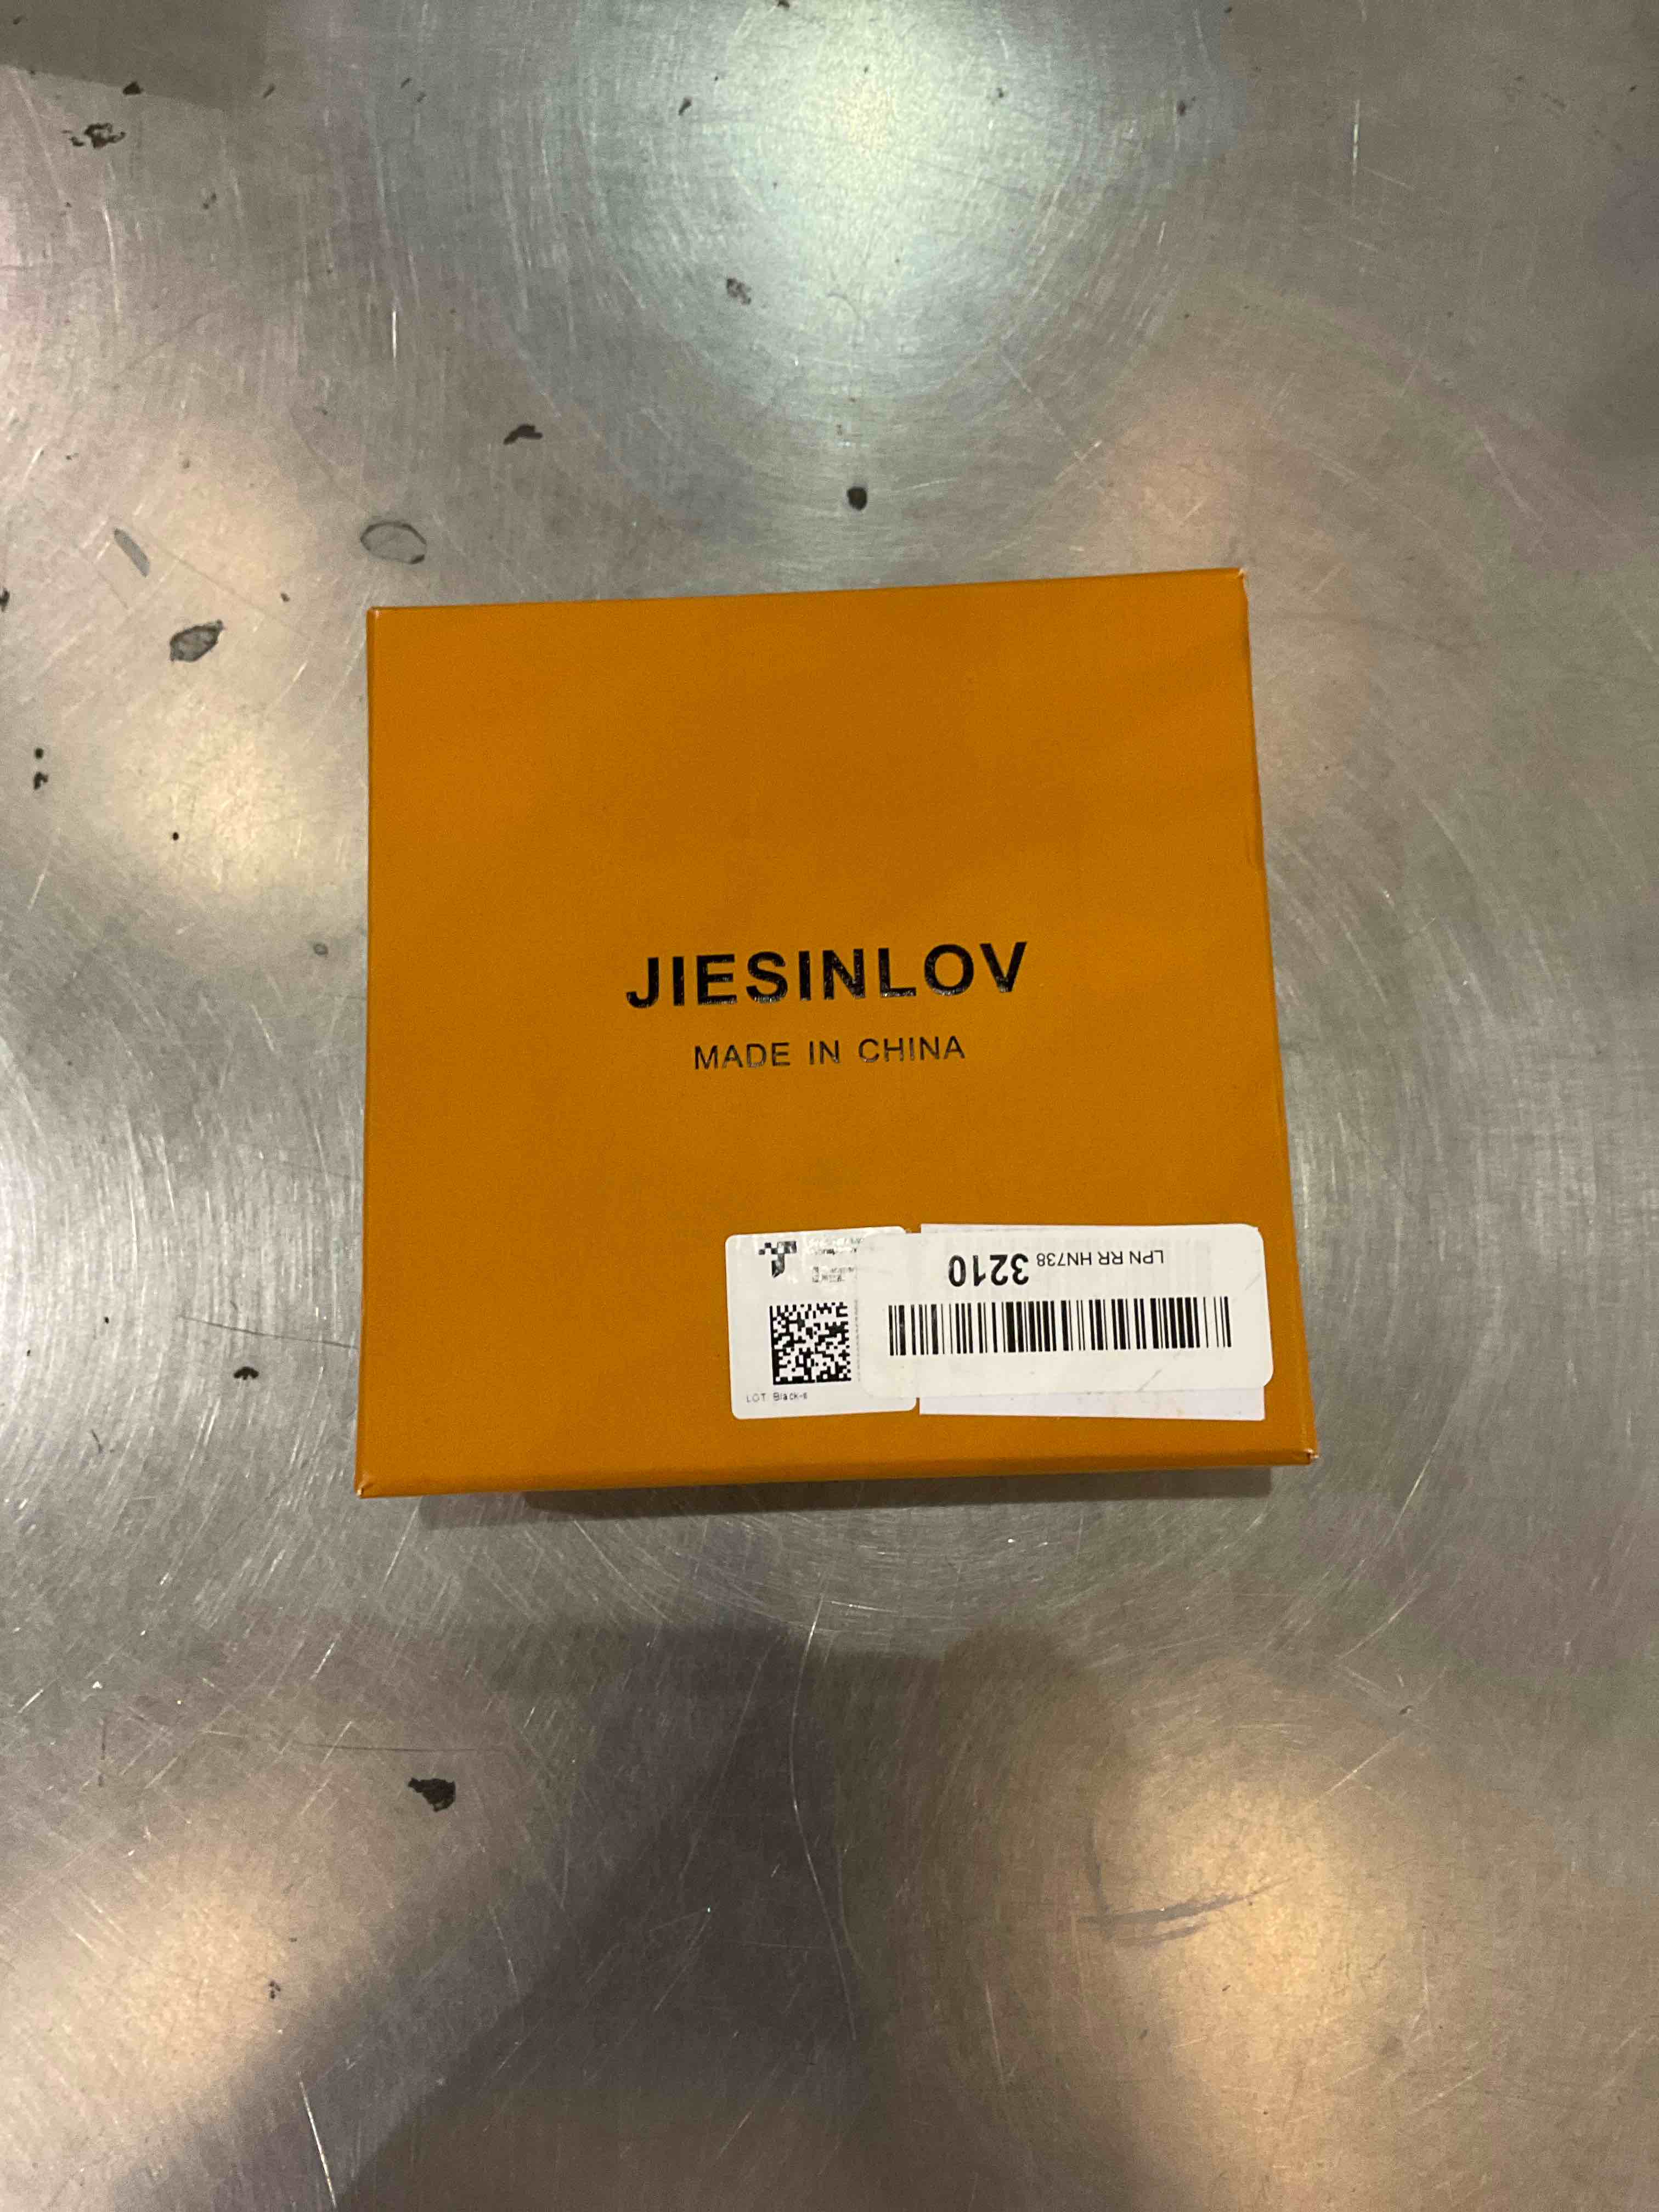 JIESINLOV
MADE IN CHINA
LPN RR HN738 3210
LOT: Black-s